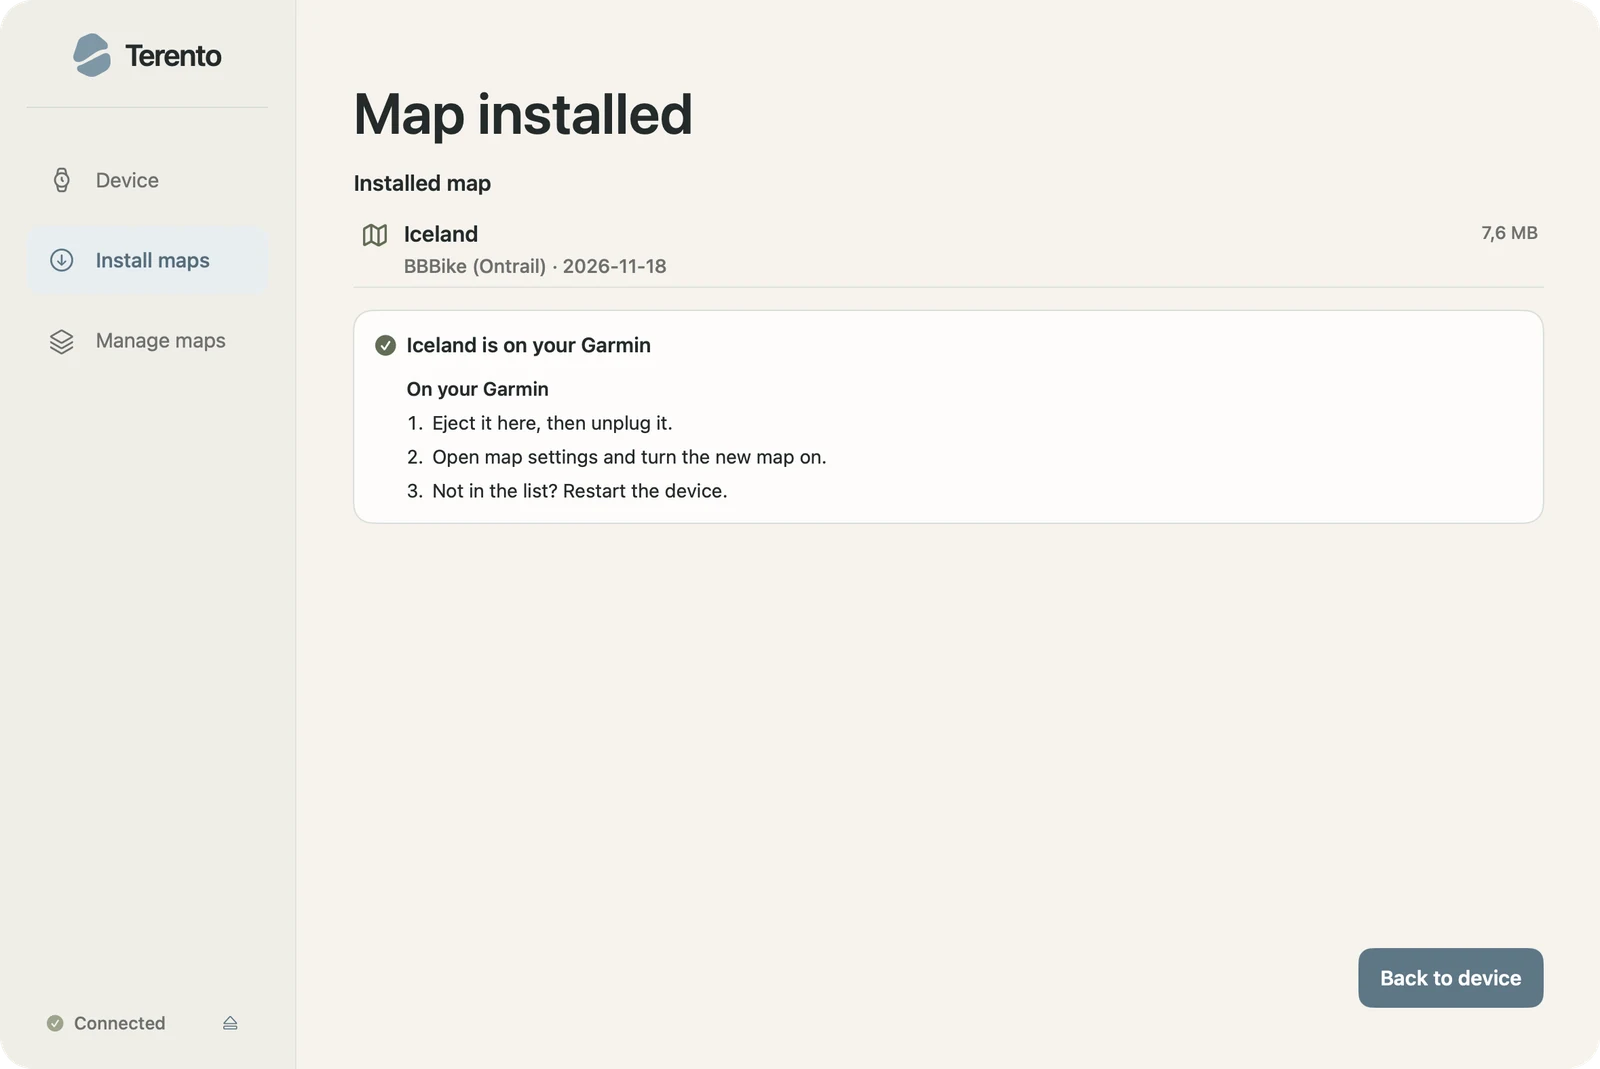 Terento
Device
Install maps
Manage maps
Connected
Map installed
Installed map
Iceland
7,6 MB
BBBike (Ontrail) · 2026-11-18
Iceland is on your Garmin
On your Garmin
1. Eject it here, then unplug it.
2. Open map settings and turn the new map on.
3. Not in the list? Restart the device.
Back to device